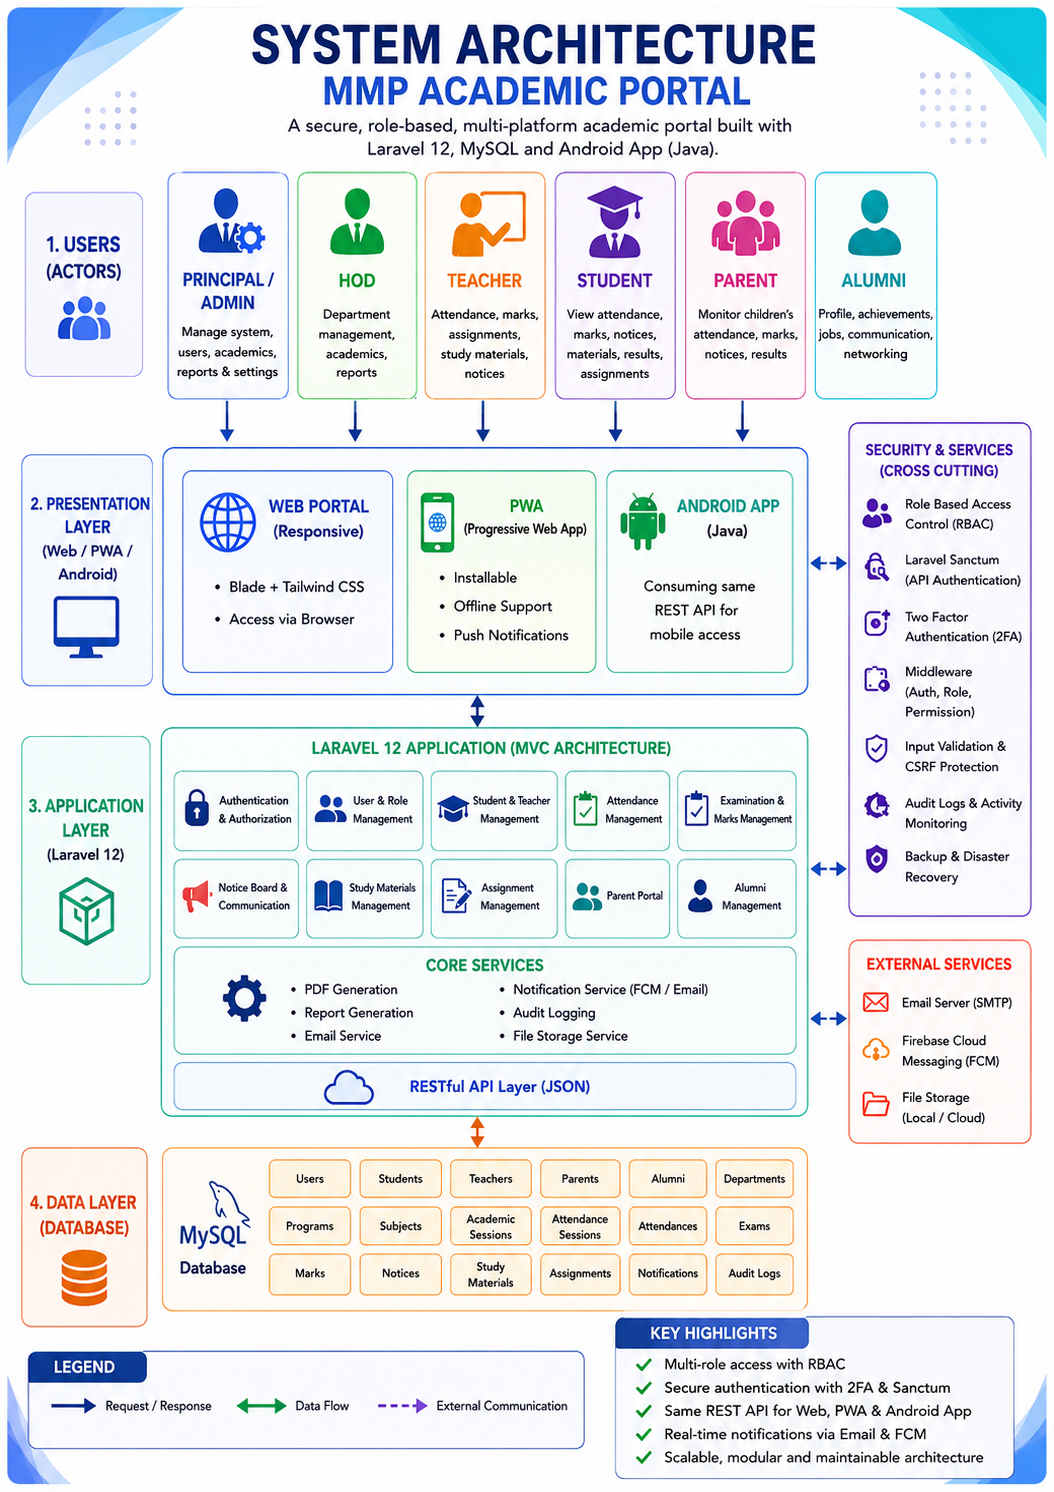 SYSTEM ARCHITECTURE
MMP ACADEMIC PORTAL
A secure, role-based, multi-platform academic portal built with
Laravel 12, MySQL and Android App (Java).
1. USERS
(ACTORS)
PRINCIPAL /
ADMIN
Manage system,
users, academics,
reports & settings
HOD
Department
management,
academics,
reports
TEACHER
Attendance, marks,
assignments,
study materials,
notices
STUDENT
View attendance,
marks, notices,
materials, results,
assignments
PARENT
Monitor children's
attendance, marks,
notices, results
ALUMNI
Profile, achievements,
jobs, communication,
networking
2. PRESENTATION
LAYER
(Web / PWA /
Android)
WEB PORTAL
(Responsive)
• Blade + Tailwind CSS
• Access via Browser
PWA
(Progressive Web App)
• Installable
• Offline Support
• Push Notifications
ANDROID APP
(Java)
Consuming same
REST API for
mobile access
SECURITY & SERVICES
(CROSS CUTTING)
Role Based Access
Control (RBAC)
Laravel Sanctum
(API Authentication)
Two Factor
Authentication (2FA)
Middleware
(Auth, Role,
Permission)
Input Validation &
CSRF Protection
Audit Logs & Activity
Monitoring
Backup & Disaster
Recovery
3. APPLICATION
LAYER
(Laravel 12)
LARAVEL 12 APPLICATION (MVC ARCHITECTURE)
Authentication
& Authorization
User & Role
Management
Student & Teacher
Management
Attendance
Management
Examination &
Marks Management
Notice Board &
Communication
Study Materials
Management
Assignment
Management
Parent Portal
Alumni
Management
CORE SERVICES
• PDF Generation
• Report Generation
• Email Service
• Notification Service (FCM / Email)
• Audit Logging
• File Storage Service
RESTful API Layer (JSON)
EXTERNAL SERVICES
Email Server (SMTP)
Firebase Cloud
Messaging (FCM)
File Storage
(Local / Cloud)
4. DATA LAYER
(DATABASE)
MySQL
Database
Users
Students
Teachers
Parents
Alumni
Departments
Programs
Subjects
Academic
Sessions
Attendance
Sessions
Attendances
Exams
Marks
Notices
Study
Materials
Assignments
Notifications
Audit Logs
LEGEND
Request / Response
Data Flow
External Communication
KEY HIGHLIGHTS
Multi-role access with RBAC
Secure authentication with 2FA & Sanctum
Same REST API for Web, PWA & Android App
Real-time notifications via Email & FCM
Scalable, modular and maintainable architecture